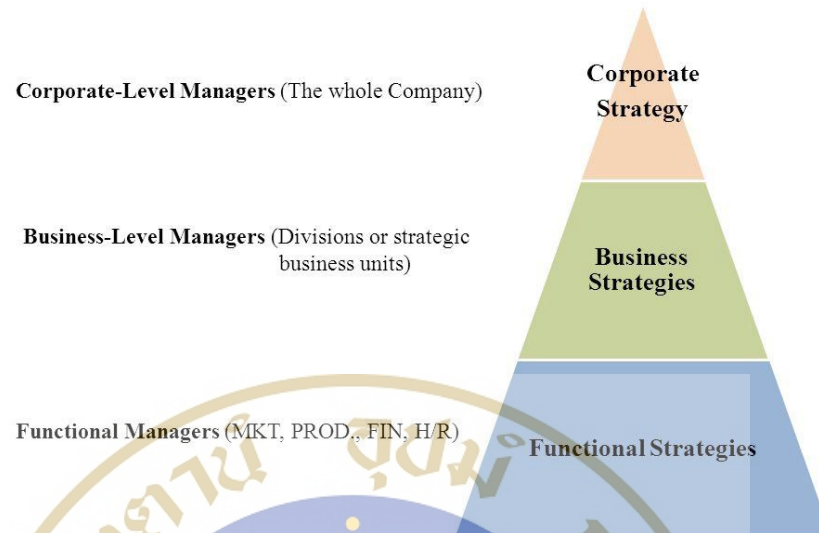 Corporate
Corporate-Level Managers (The whole Company)
Strategy
Business-Level Managers (Divisions or strategic
business units)
Business
Strategies
Functional Managers (MKT, PROD., FIN, H/R)
Functional Strategies